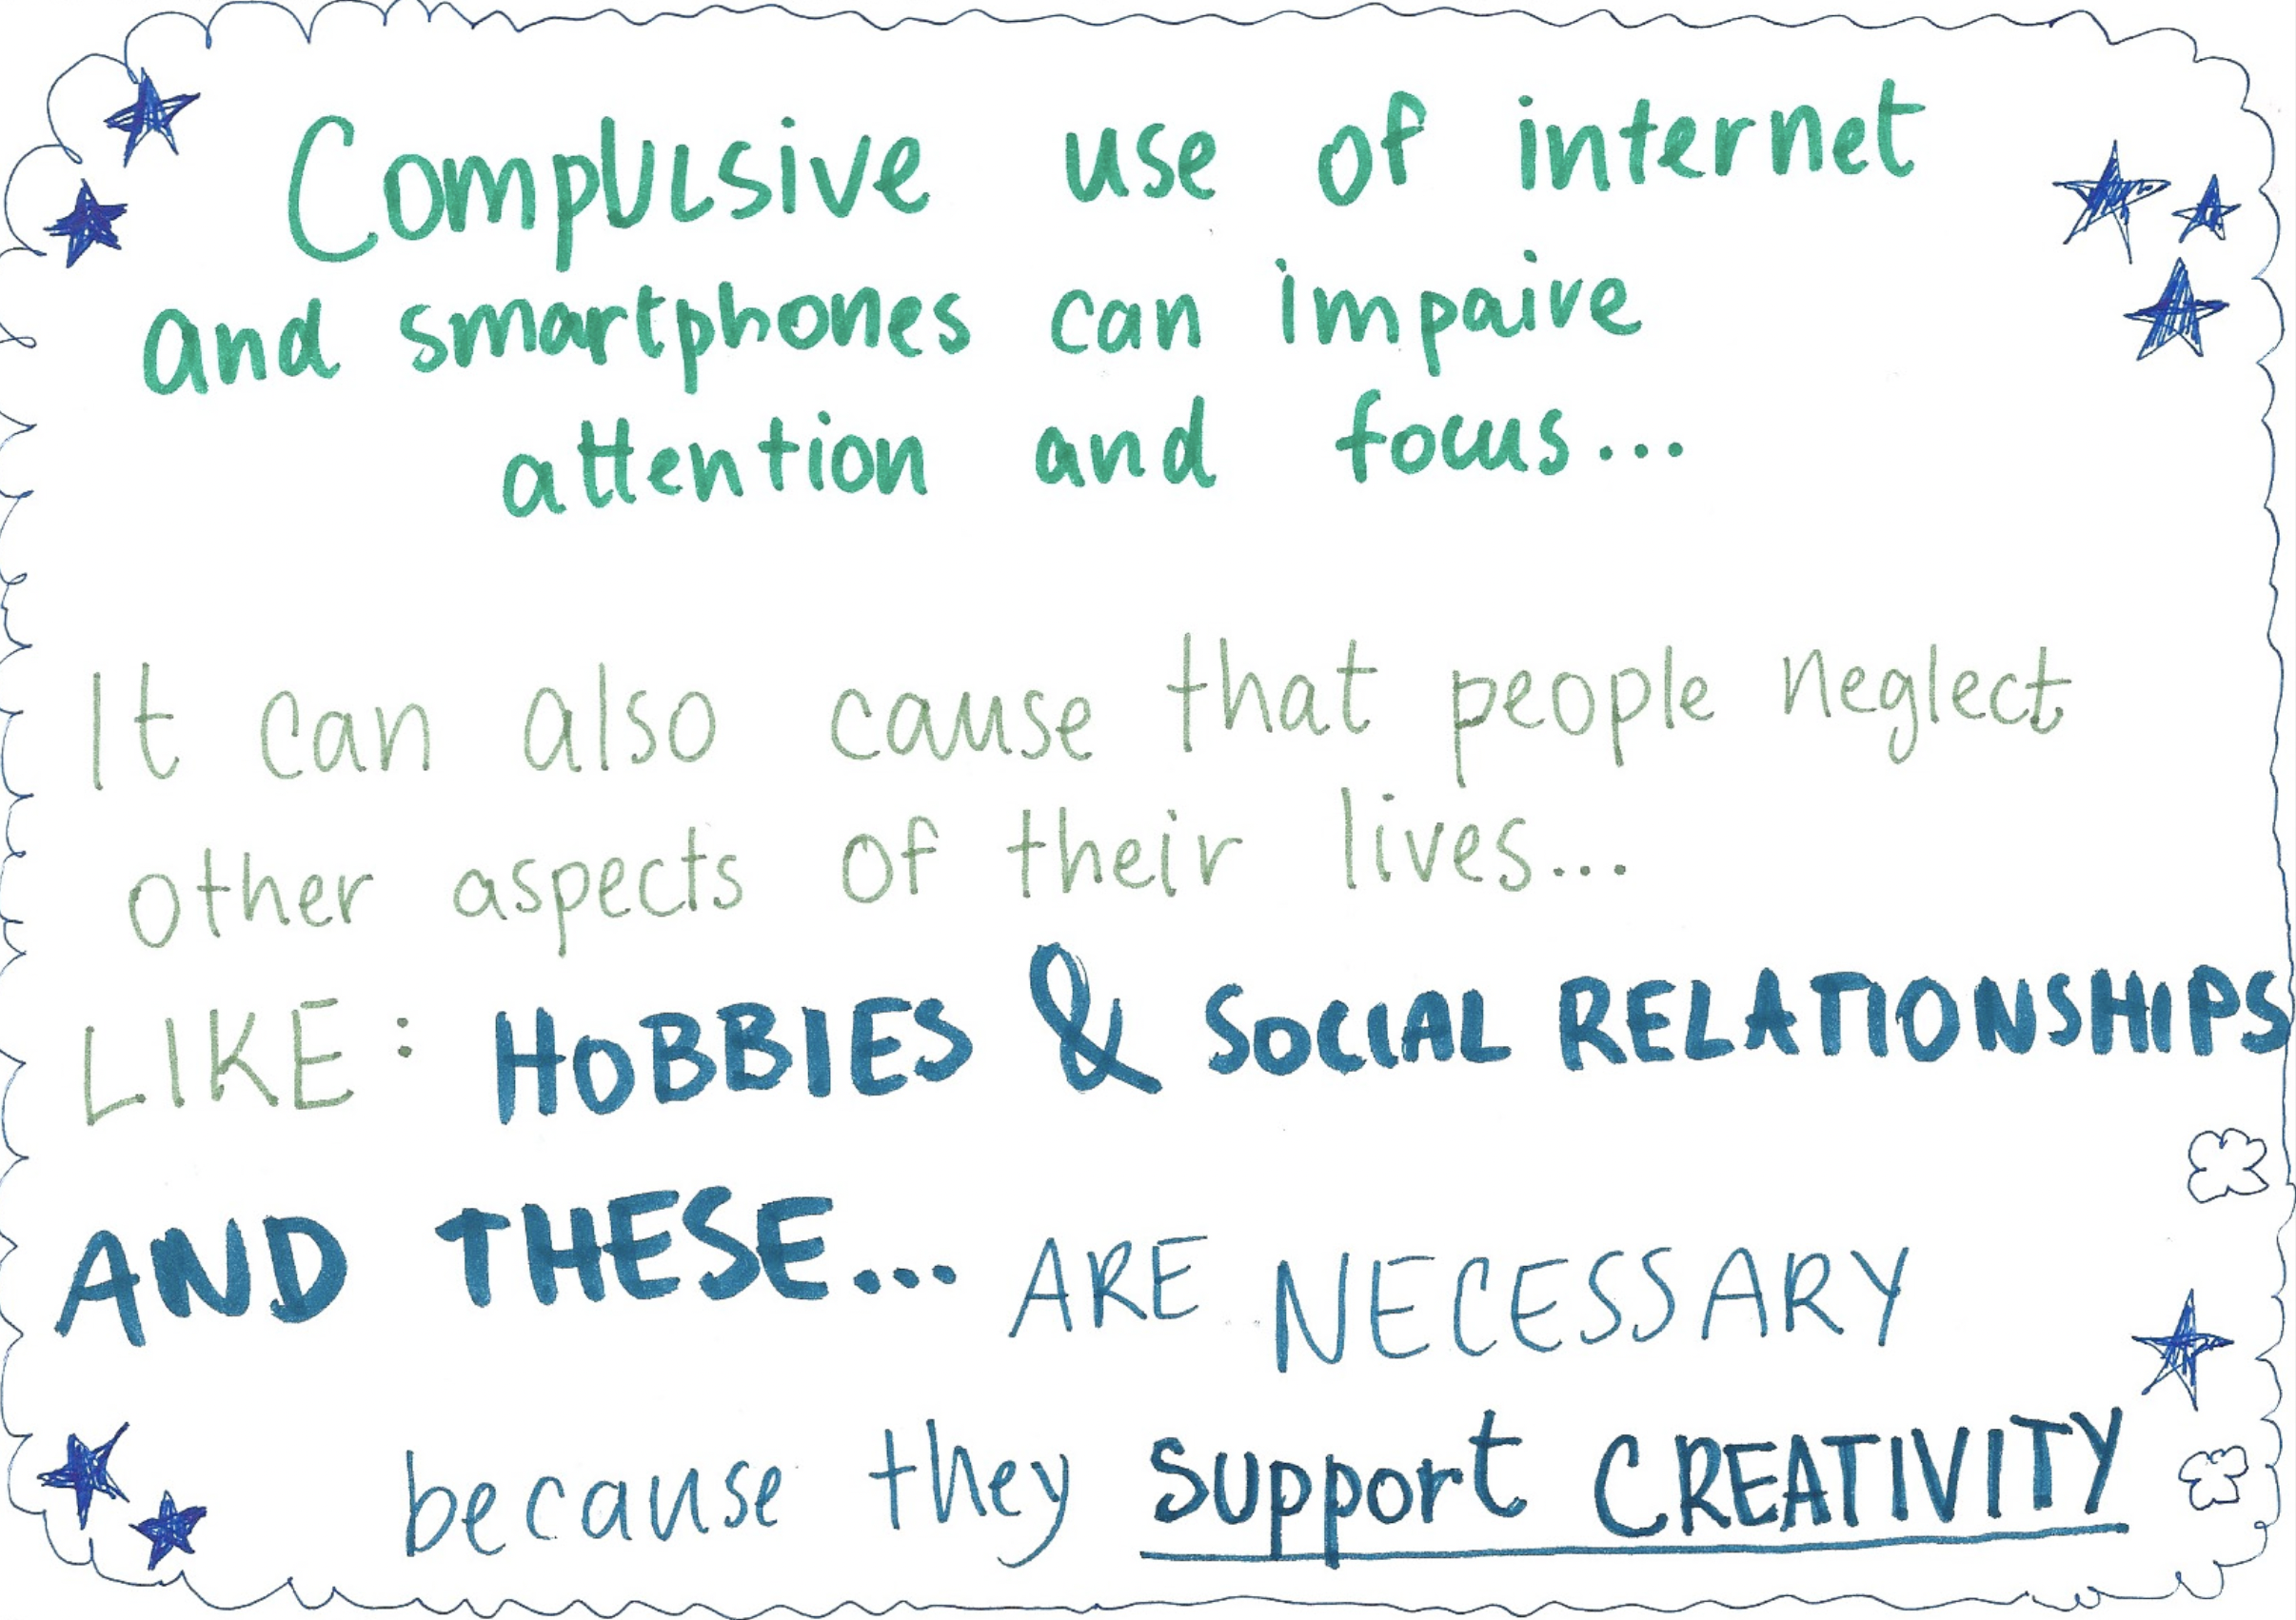 Compulsive use of internet
and smartphones can impaire
attention and focus...
It can also cause that people neglect
other aspects of their lives...
LIKE: HOBBIES & SOCIAL RELATIONSHIPS
AND THESE... ARE NECESSARY
because they support CREATIVITY